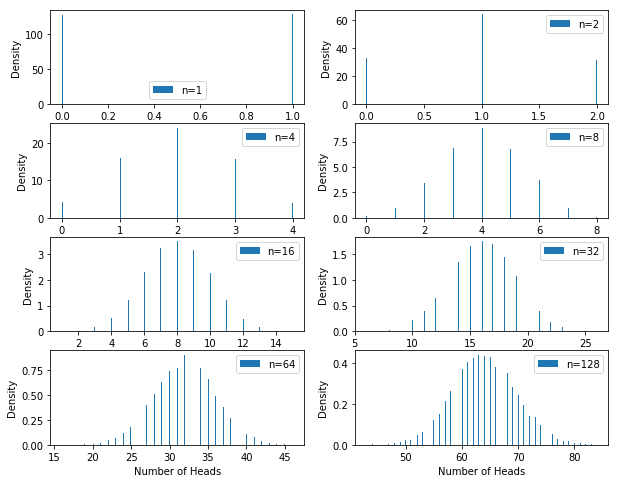 Density
100
50
0
n=1
0.0 0.2 0.4 0.6 0.8 1.0
Density
60
40
20
0
n=2
0.0 0.5 1.0 1.5 2.0
Density
20
10
0
n=4
0 1 2 3 4
Density
7.5
5.0
2.5
0.0
n=8
0 2 4 6 8
Density
3
2
1
0
n=16
2 4 6 8 10 12 14
Density
1.5
1.0
0.5
0.0
n=32
5 10 15 20 25
Density
0.75
0.50
0.25
0.00
n=64
15 20 25 30 35 40 45
Number of Heads
Density
0.4
0.2
0.0
n=128
50 60 70 80
Number of Heads